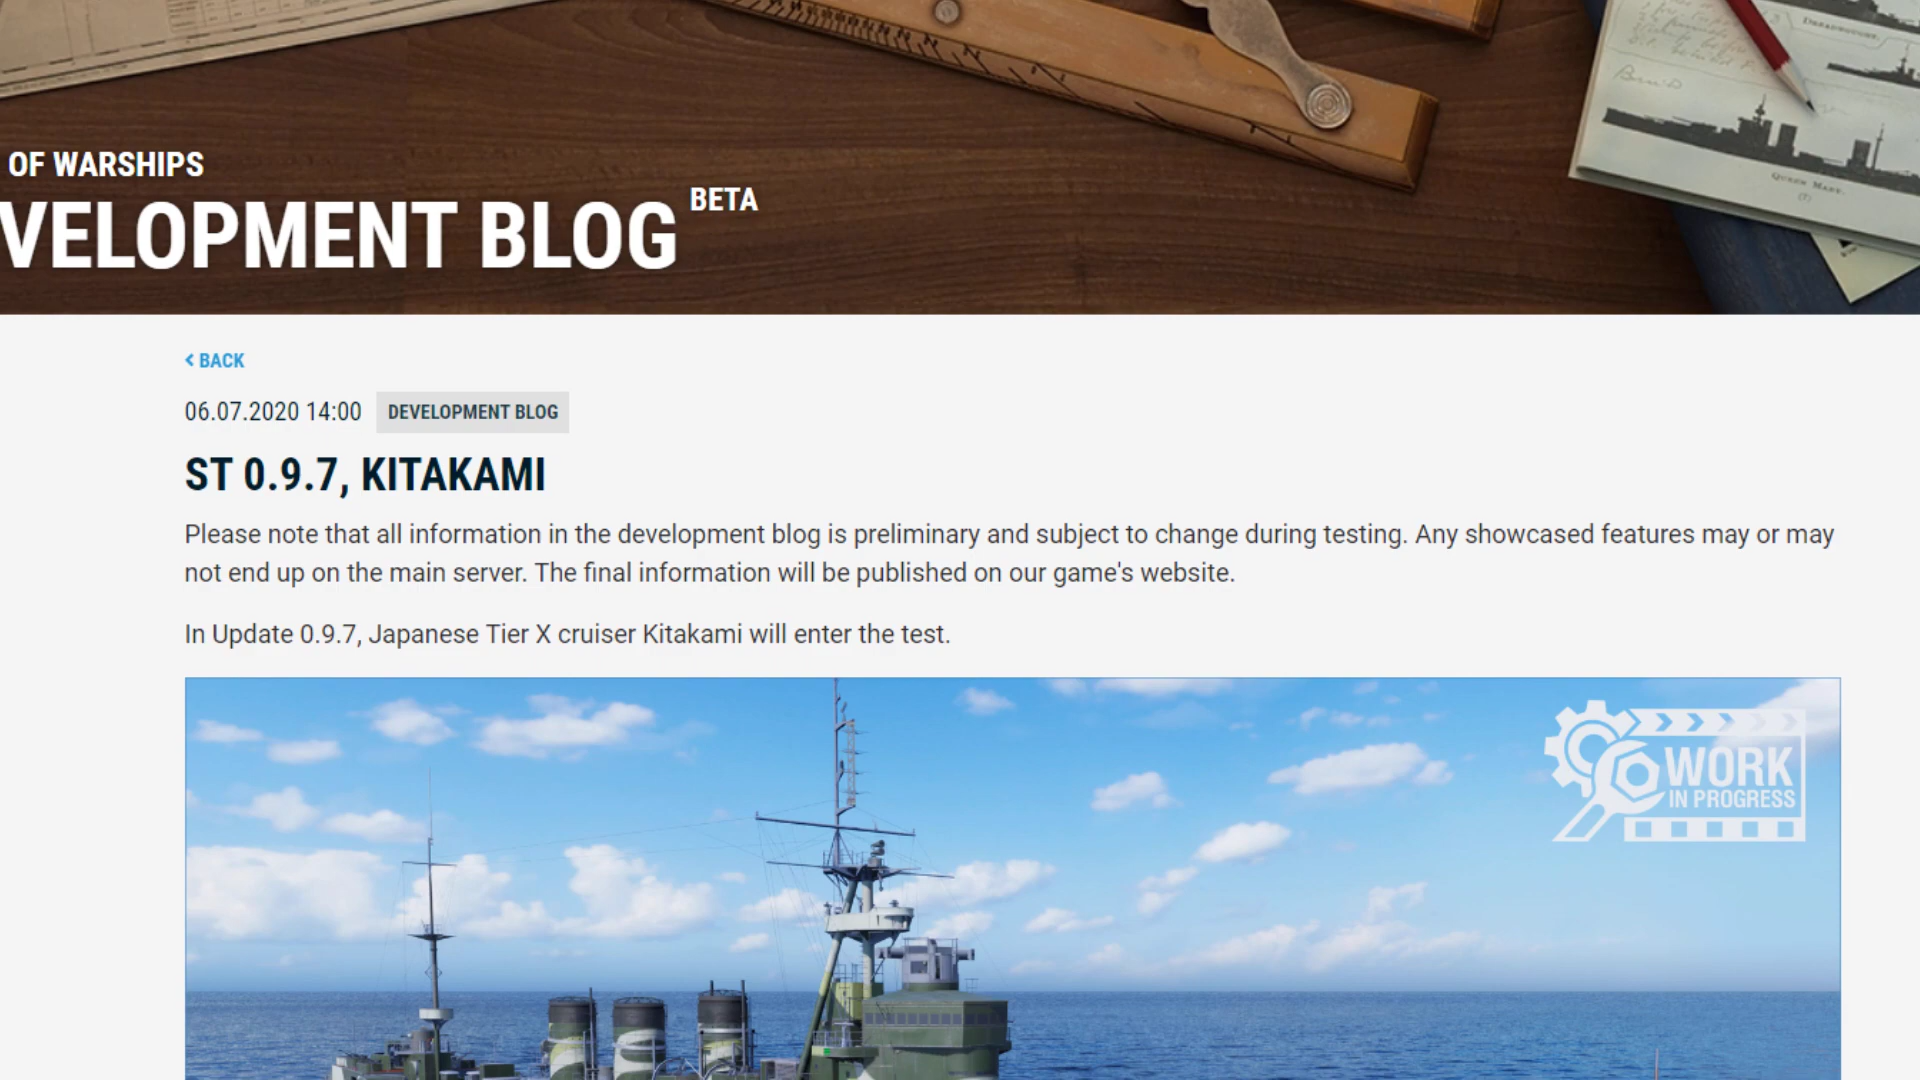 OF WARSHIPS
VELOPMENT BLOG BETA
BACK
06.07.2020 14:00 DEVELOPMENT BLOG
ST 0.9.7, KITAKAMI
Please note that all information in the development blog is preliminary and subject to change during testing. Any showcased features may or may
not end up on the main server. The final information will be published on our game's website.
In Update 0.9.7, Japanese Tier X cruiser Kitakami will enter the test.
WORK
IN PROGRESS
DREADNOUGHT.
QUEEN MARY.